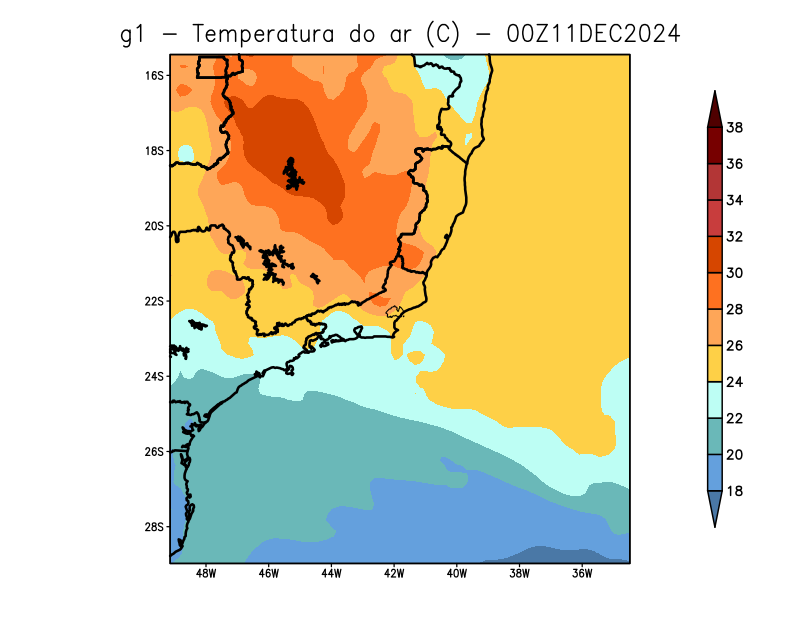 g1 – Temperatura do ar (C) – 00Z11DEC2024
16S
18S
20S
22S
24S
26S
28S
48W 46W 44W 42W 40W 38W 36W
38
36
34
32
30
28
26
24
22
20
18